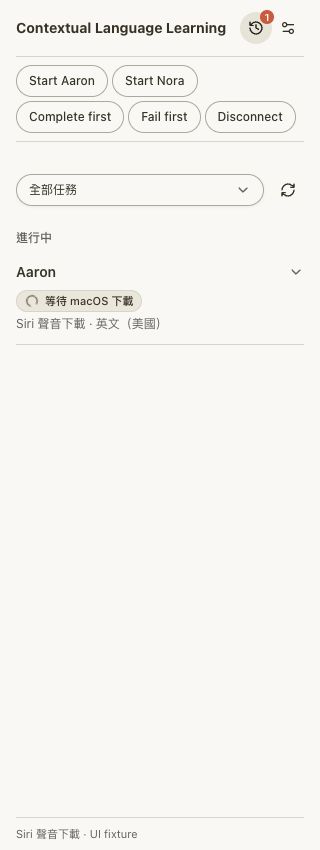 Contextual Language Learning
1
Start Aaron
Start Nora
Complete first
Fail first
Disconnect
全部任務
進行中
Aaron
等待 macOS 下載
Siri 聲音下載 · 英文（美國）
Siri 聲音下載 · UI fixture